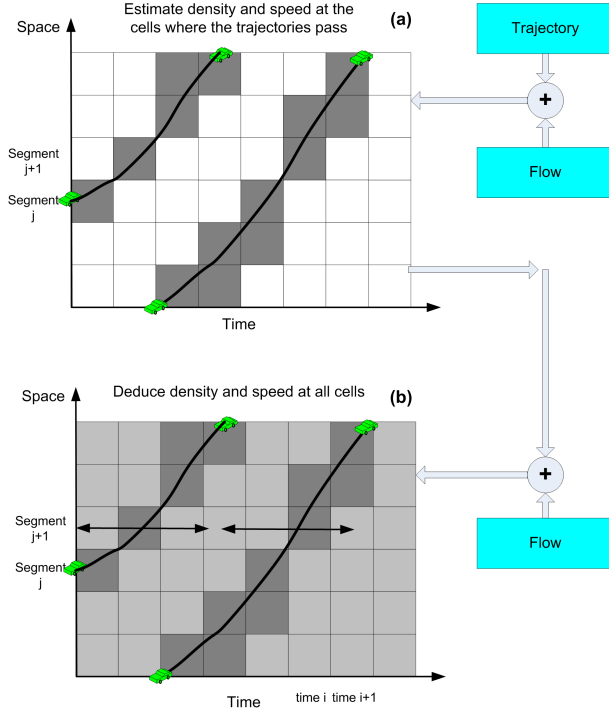 Estimate density and speed at the
cells where the trajectories pass
(a)
Space
Trajectory
+
Flow
Segment
j+1
Segment
j
Time
Deduce density and speed at all cells
(b)
Space
+
Flow
Segment
j+1
Segment
j
Time
time i time i+1